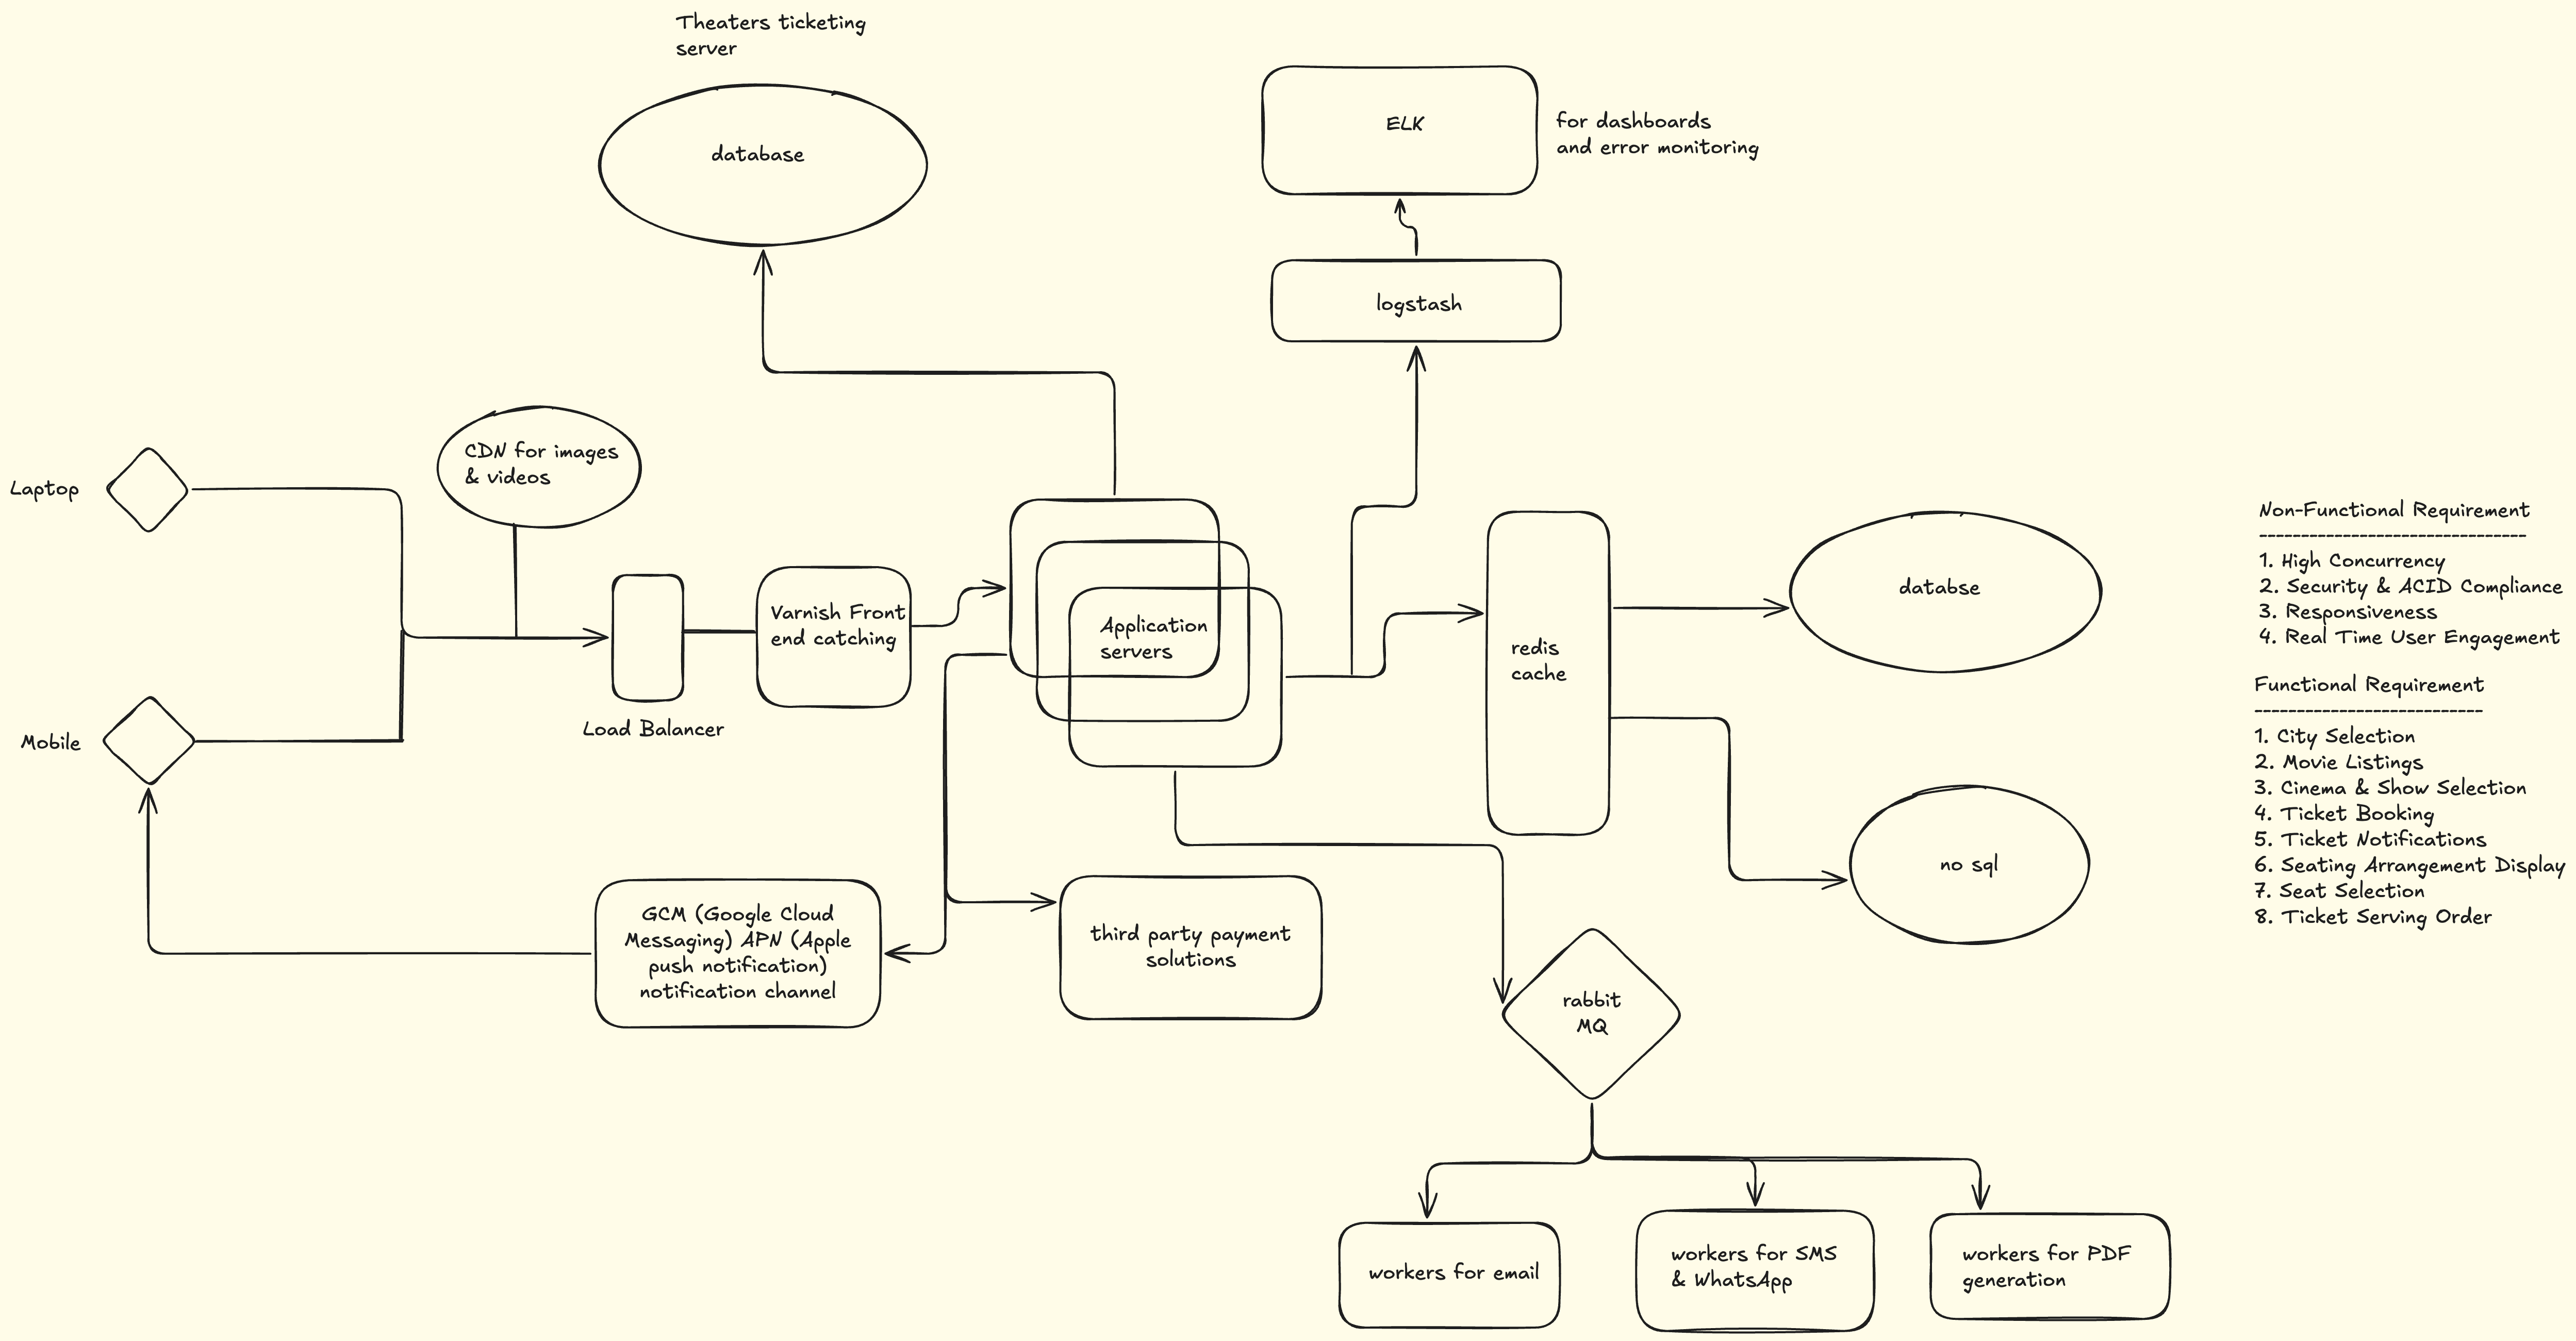 Theaters ticketing
server
database
ELK
for dashboards
and error monitoring
logstash
CDN for images
& videos
Laptop
Mobile
Load Balancer
Varnish Front
end catching
Application
servers
redis
cache
databse
no sql
GCM (Google Cloud
Messaging) APN (Apple
push notification)
notification channel
third party payment
solutions
rabbit
MQ
workers for email
workers for SMS
& WhatsApp
workers for PDF
generation
Non-Functional Requirement
--------------------------------
1. High Concurrency
2. Security & ACID Compliance
3. Responsiveness
4. Real Time User Engagement
Functional Requirement
---------------------------
1. City Selection
2. Movie Listings
3. Cinema & Show Selection
4. Ticket Booking
5. Ticket Notifications
6. Seating Arrangement Display
7. Seat Selection
8. Ticket Serving Order